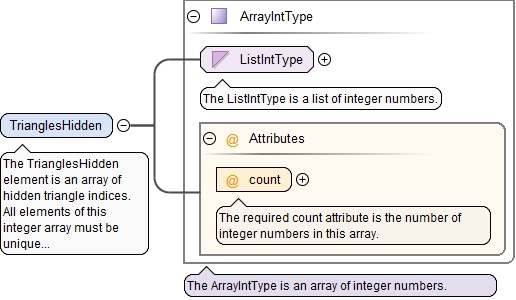 ArrayIntType
ListIntType
The ListIntType is a list of integer numbers.
TrianglesHidden
The TrianglesHidden
element is an array of
hidden triangle indices.
All elements of this
integer array must be
unique...
@ Attributes
@ count
The required count attribute is the number of
integer numbers in this array.
The ArrayIntType is an array of integer numbers.